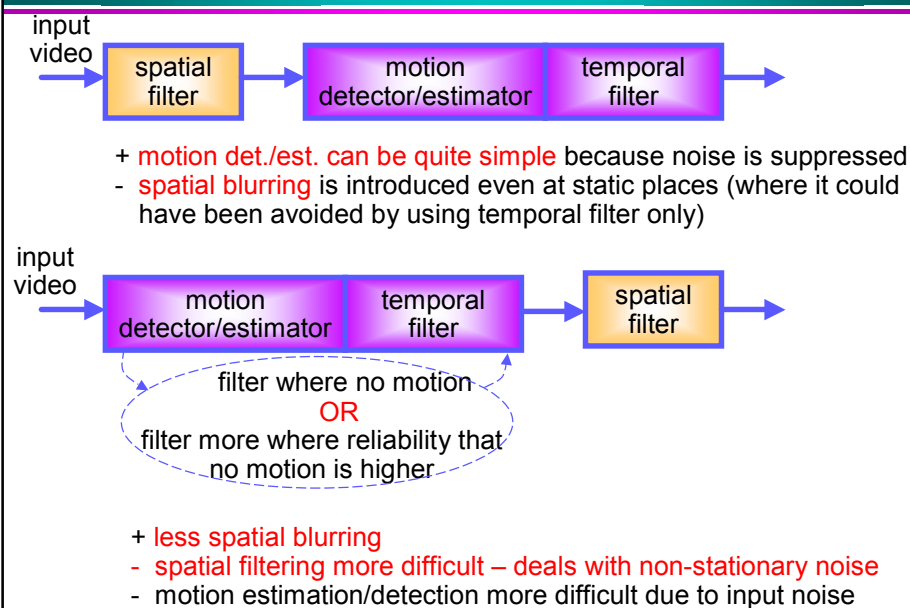 input
video
spatial
filter
motion
detector/estimator
temporal
filter
+ motion det./est. can be quite simple because noise is suppressed
- spatial blurring is introduced even at static places (where it could
have been avoided by using temporal filter only)
input
video
motion
detector/estimator
temporal
filter
spatial
filter
filter where no motion
OR
filter more where reliability that
no motion is higher
+ less spatial blurring
- spatial filtering more difficult – deals with non-stationary noise
- motion estimation/detection more difficult due to input noise